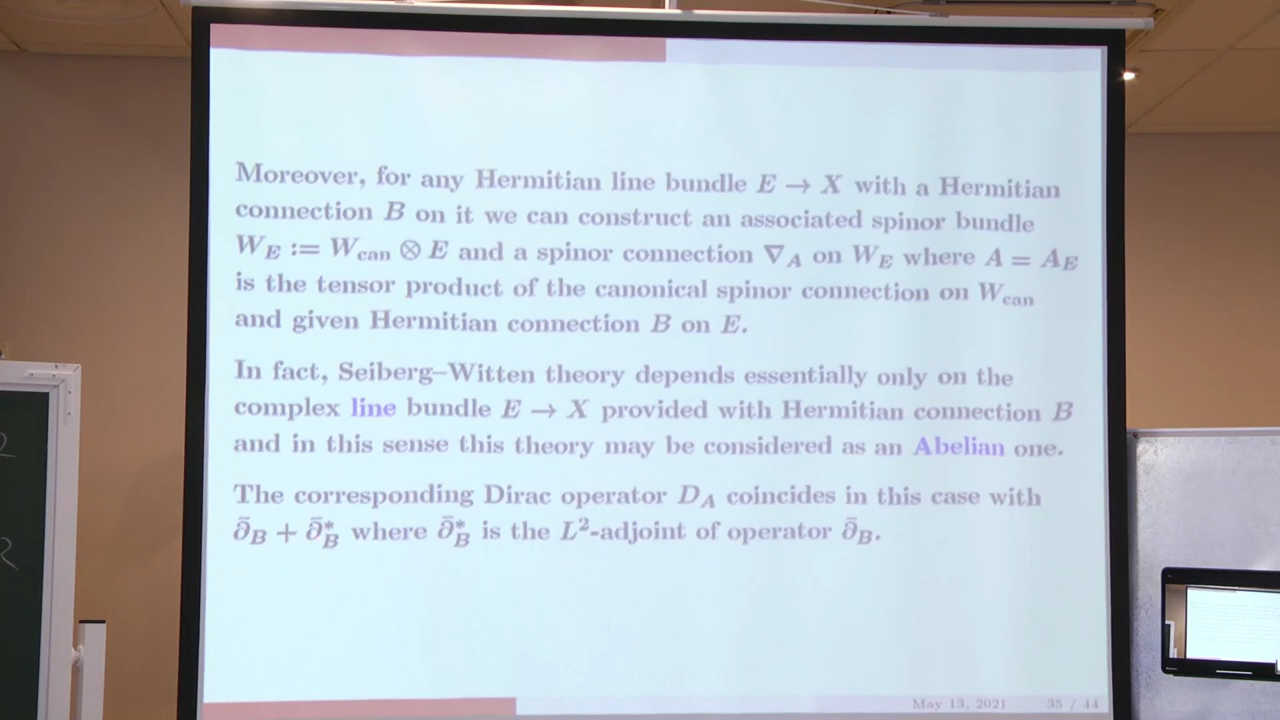 Moreover, for any Hermitian line bundle E → X with a Hermitian
connection B on it we can construct an associated spinor bundle
W_E := W_can ⊗ E and a spinor connection ∇_A on W_E where A = A_E
is the tensor product of the canonical spinor connection on W_can
and given Hermitian connection B on E.
In fact, Seiberg–Witten theory depends essentially only on the
complex line bundle E → X provided with Hermitian connection B
and in this sense this theory may be considered as an Abelian one.
The corresponding Dirac operator D_A coincides in this case with
∂̄_B + ∂̄*_B where ∂̄*_B is the L²-adjoint of operator ∂̄_B.
May 13, 2021 35 / 44